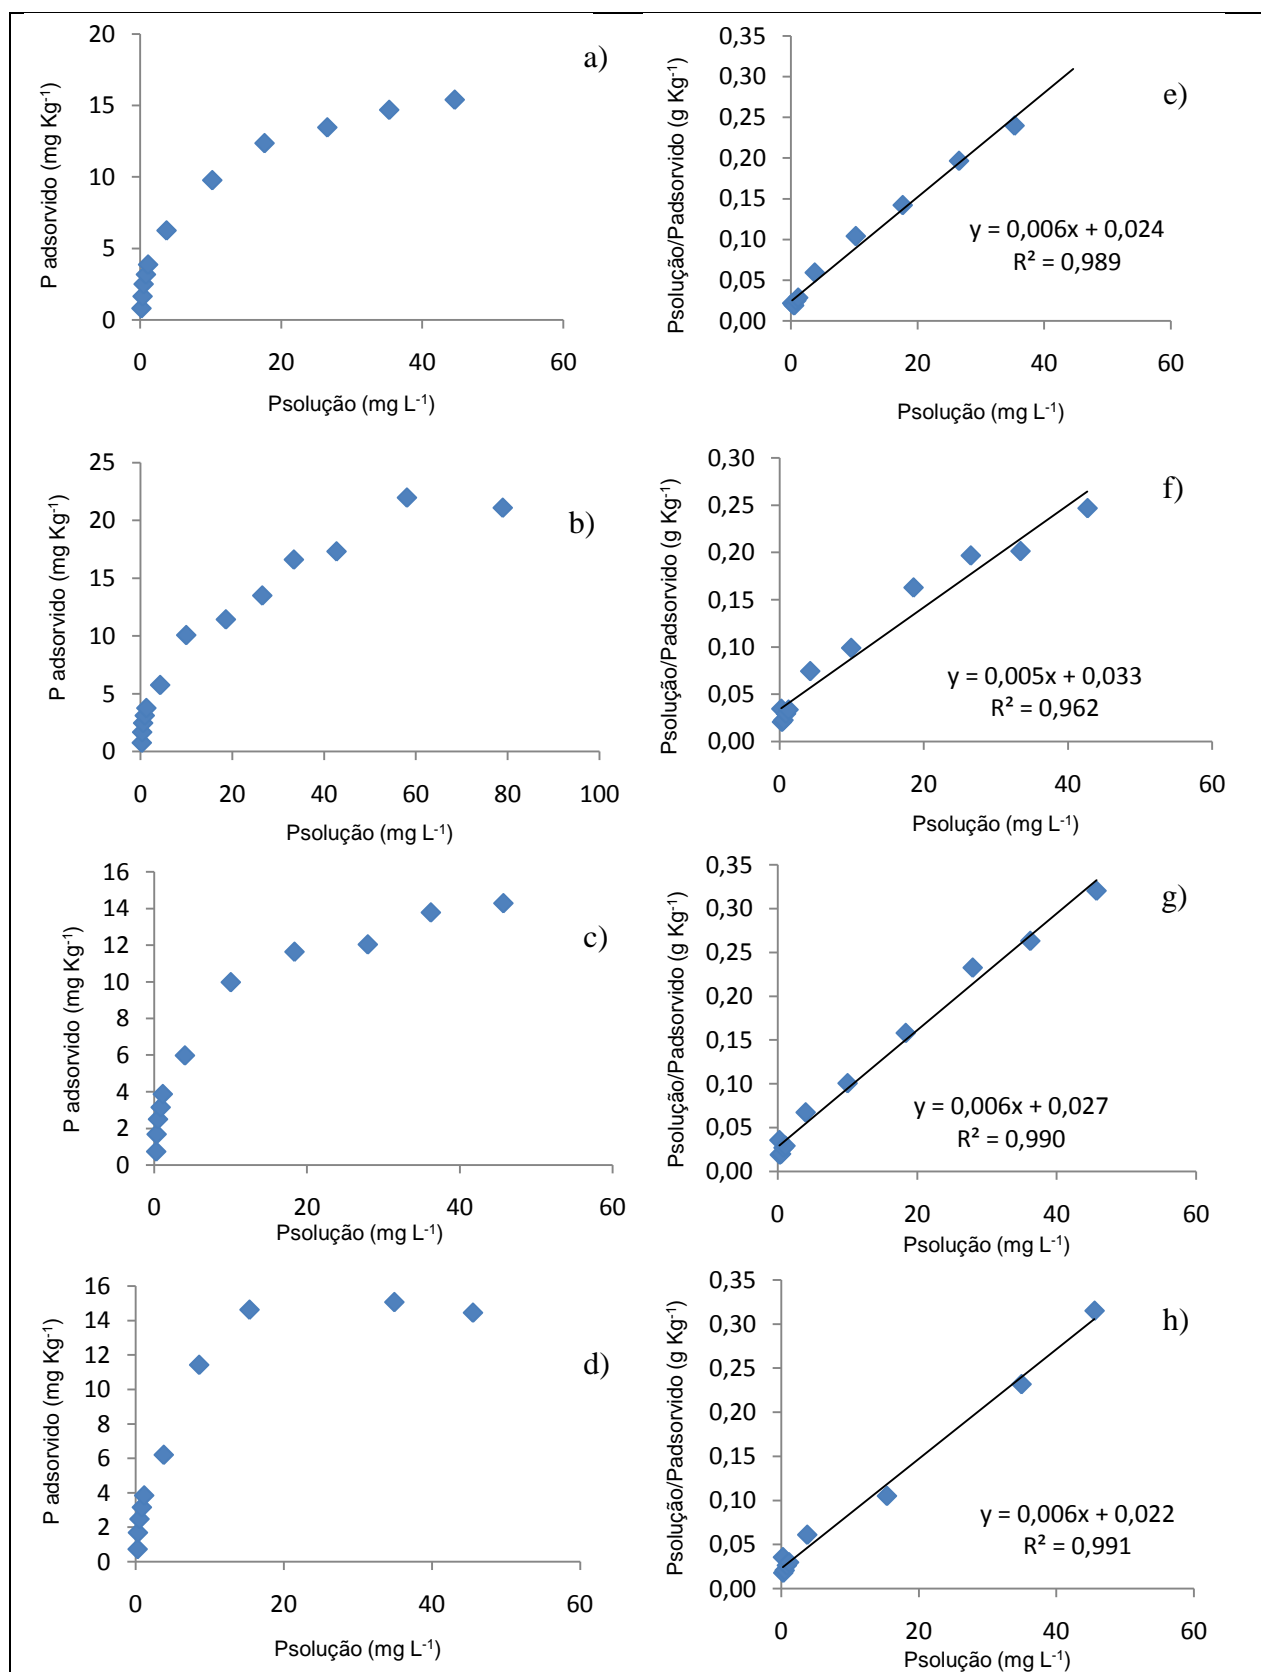 a)
P adsorvido (mg Kg-1)
20
15
10
5
0
0 20 40 60
Psolução (mg L-1)
e)
Psolução/Padsorvido (g Kg-1)
0,35
0,30
0,25
0,20
0,15
0,10
0,05
0,00
y = 0,006x + 0,024
R² = 0,989
0 20 40 60
Psolução (mg L-1)
b)
P adsorvido (mg Kg-1)
25
20
15
10
5
0
0 20 40 60 80 100
Psolução (mg L-1)
f)
Psolução/Padsorvido (g Kg-1)
0,30
0,25
0,20
0,15
0,10
0,05
0,00
y = 0,005x + 0,033
R² = 0,962
0 20 40 60
Psolução (mg L-1)
c)
P adsorvido (mg Kg-1)
16
14
12
10
8
6
4
2
0
0 20 40 60
Psolução (mg L-1)
g)
Psolução/Padsorvido (g Kg-1)
0,35
0,30
0,25
0,20
0,15
0,10
0,05
0,00
y = 0,006x + 0,027
R² = 0,990
0 20 40 60
Psolução (mg L-1)
d)
P adsorvido (mg Kg-1)
16
14
12
10
8
6
4
2
0
0 20 40 60
Psolução (mg L-1)
h)
Psolução/Padsorvido (g Kg-1)
0,35
0,30
0,25
0,20
0,15
0,10
0,05
0,00
y = 0,006x + 0,022
R² = 0,991
0 20 40 60
Psolução (mg L-1)